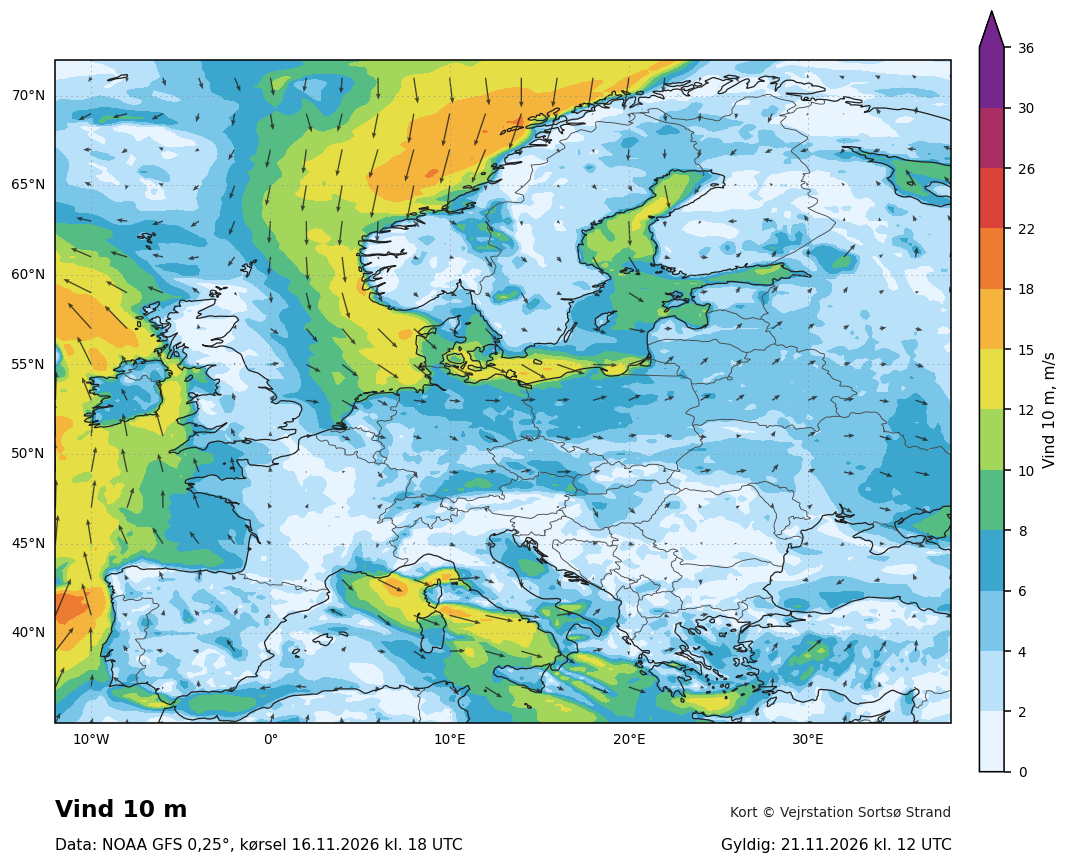 70°N
65°N
60°N
55°N
50°N
45°N
40°N
10°W
0°
10°E
20°E
30°E
36
30
26
22
18
15
12
10
8
6
4
2
0
Vind 10 m, m/s
Vind 10 m
Kort © Vejrstation Sortsø Strand
Data: NOAA GFS 0,25°, kørsel 16.11.2026 kl. 18 UTC
Gyldig: 21.11.2026 kl. 12 UTC